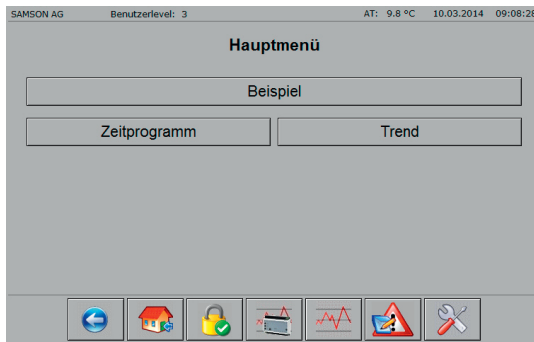 SAMSON AG Benutzerlevel: 3 AT: 9.8 °C 10.03.2014 09:08:28
Hauptmenü
Beispiel
Zeitprogramm Trend